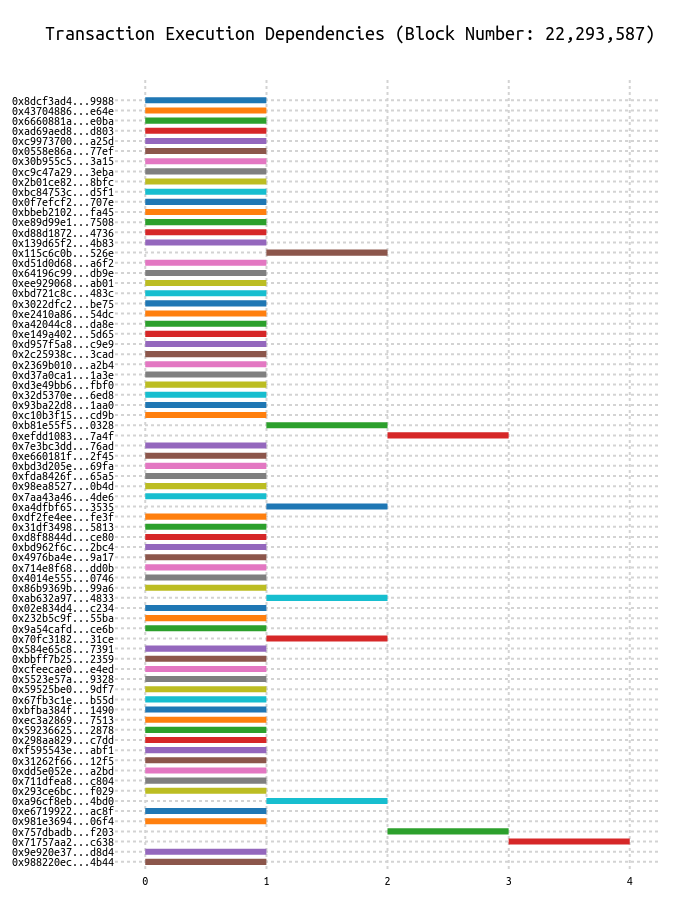 Transaction Execution Dependencies (Block Number: 22,293,587)
0x8dcf3ad4...9988
0x43704886...e64e
0x6660881a...e0ba
0xad69aed8...d803
0xc9973700...a25d
0x0558e86a...77ef
0x30b955c5...3a15
0xc9c47a29...3eba
0x2b01ce82...8bfc
0xbc84753c...d5f1
0x0f7efcf2...707e
0xbbeb2102...fa45
0xe89d99e1...7508
0xd88d1872...4736
0x139d65f2...4b83
0x115c6c0b...526e
0xd51d0d68...a6f2
0x64196c99...db9e
0xee929068...ab01
0xbd721c8c...483c
0x3022dfc2...be75
0xe2410a86...54dc
0xa42044c8...da8e
0xe149a402...5d65
0xd957f5a8...c9e9
0x2c25938c...3cad
0x2369b010...a2b4
0xd37a0ca1...1a3e
0xd3e49bb6...fbf0
0x32d5370e...6ed8
0x93ba22d8...1aa0
0xc10b3f15...cd9b
0xb81e55f5...0328
0xefdd1083...7a4f
0x7e3bc3dd...76ad
0xe660181f...2f45
0xbd3d205e...69fa
0xfda8426f...65a5
0x98ea8527...0b4d
0x7aa43a46...4de6
0xa4dfbf65...3535
0xdf2fe4ee...fe3f
0x31df3498...5813
0xd8f8844d...ce80
0xbd962f6c...2bc4
0x4976ba4e...9a17
0x714e8f68...dd0b
0x4014e555...0746
0x86b9369b...99a6
0xab632a97...4833
0x02e834d4...c234
0x232b5c9f...55ba
0x9a54cafd...ce6b
0x70fc3182...31ce
0x584e65c8...7391
0xbbff7b25...2359
0xcfeecae0...e4ed
0x5523e57a...9328
0x59525be0...9df7
0x67fb3c1e...b55d
0xbfba384f...1490
0xec3a2869...7513
0x59236625...2878
0x298aa829...c7dd
0xf595543e...abf1
0x31262f66...12f5
0xdd5e052e...a2bd
0x711dfea8...c804
0x293ce6bc...f029
0xa96cf8eb...4bd0
0xe6719922...ac8f
0x981e3694...06f4
0x757dbadb...f203
0x71757aa2...c638
0x9e920e37...d8d4
0x988220ec...4b44
0 1 2 3 4